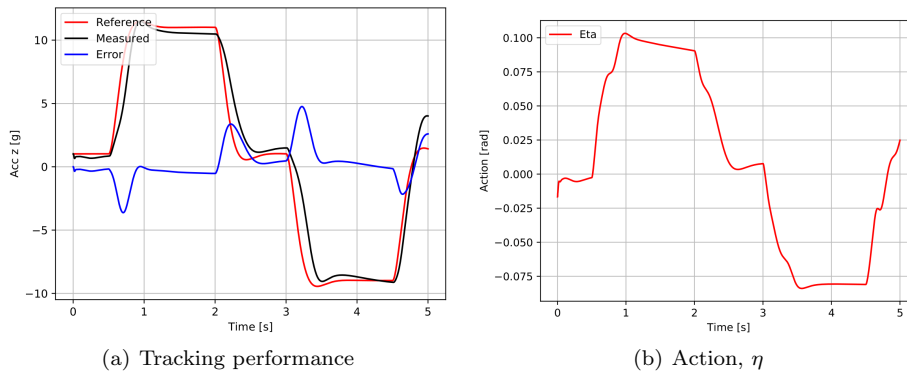 Reference
Measured
Error
10
5
0
−5
−10
Acc z [g]
0
1
2
3
4
5
Time [s]
(a) Tracking performance
Eta
0.100
0.075
0.050
0.025
0.000
−0.025
−0.050
−0.075
Action [rad]
0
1
2
3
4
5
Time [s]
(b) Action, η